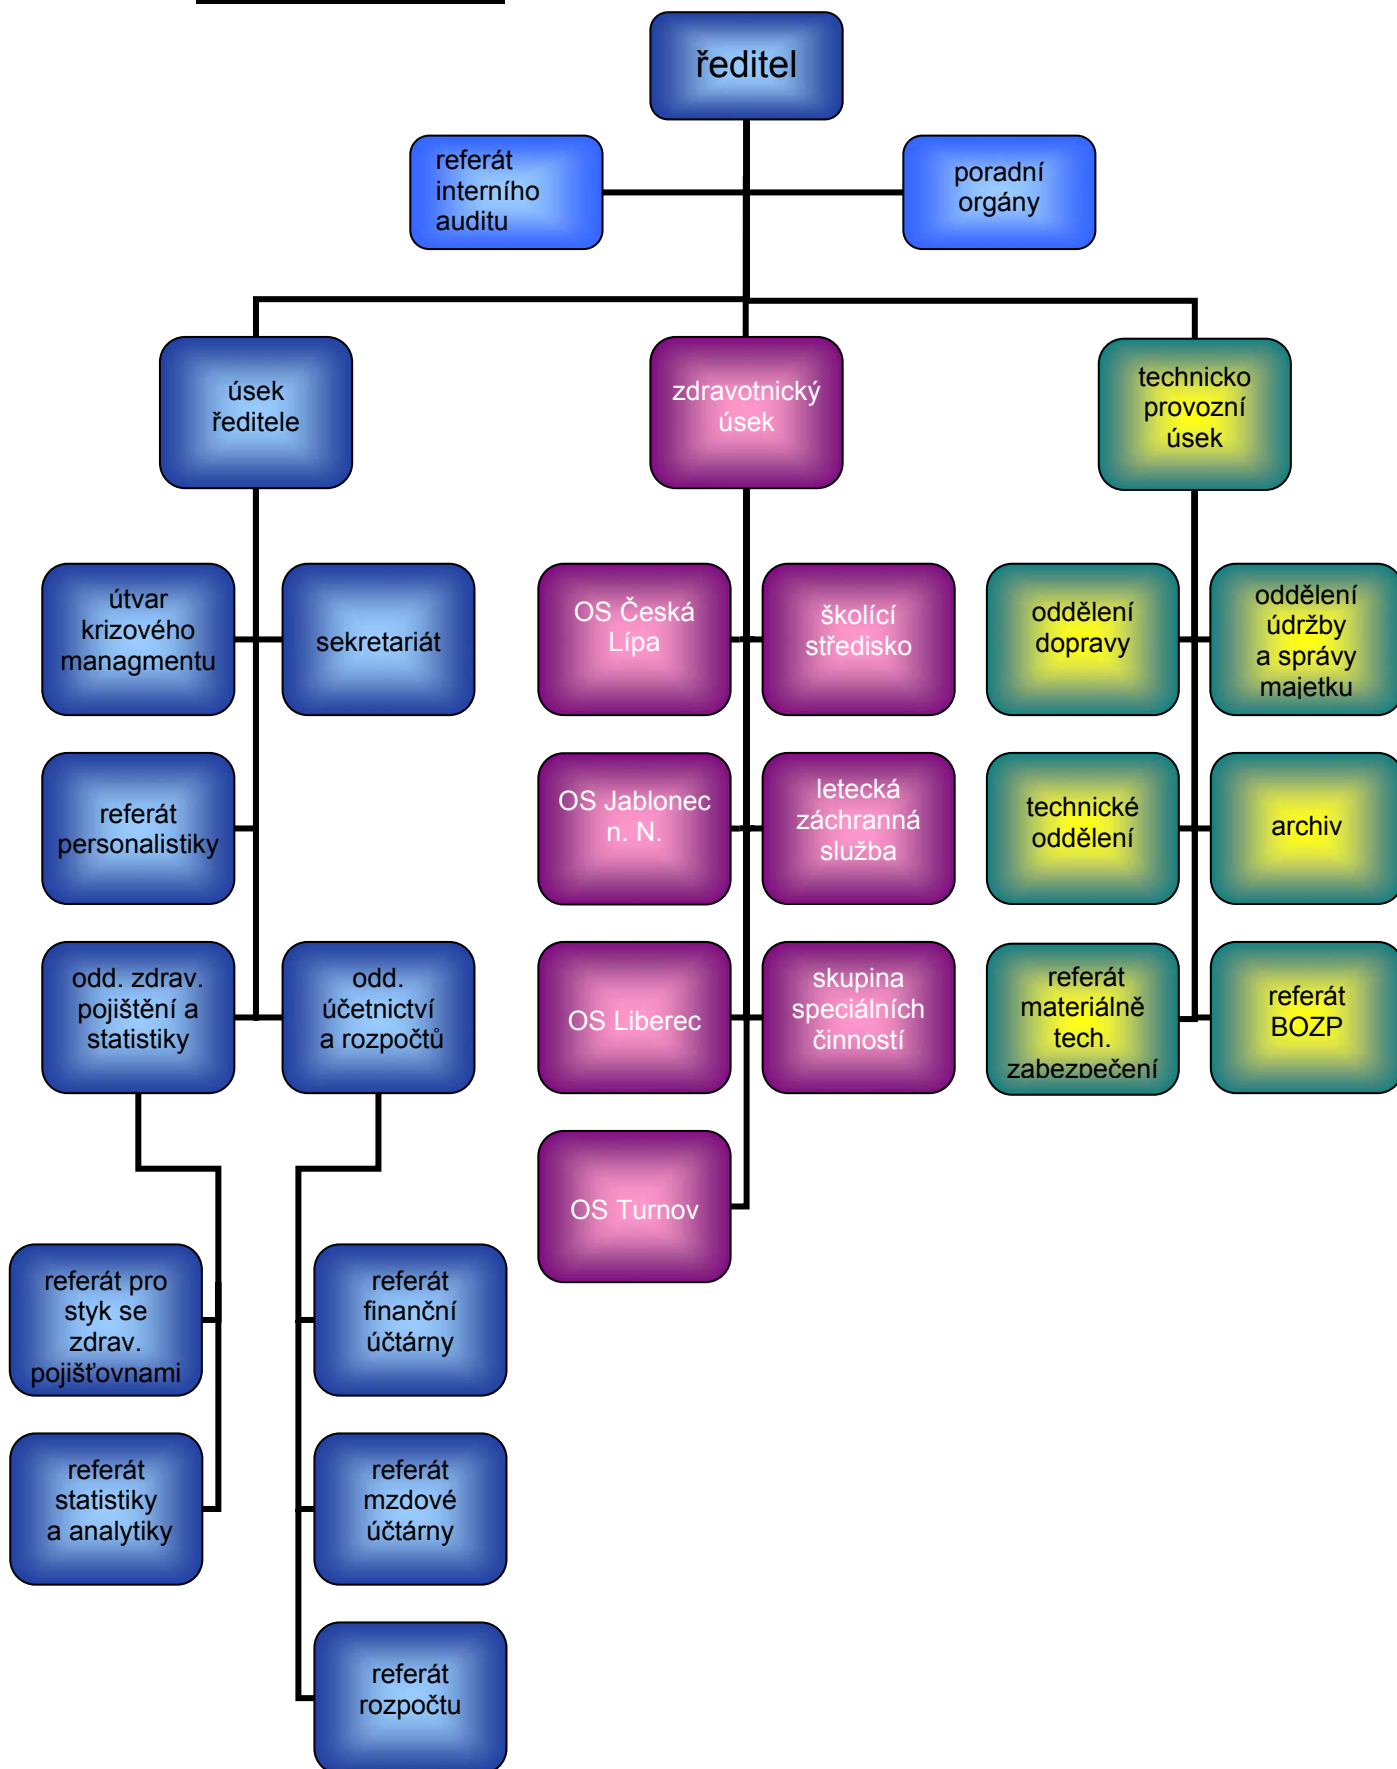 ředitel
referát
interního
auditu
poradní
orgány
úsek
ředitele
zdravotnický
úsek
technicko
provozní
úsek
útvar
krizového
managmentu
sekretariát
OS Česká
Lípa
školící
středisko
oddělení
dopravy
oddělení
údržby
a správy
majetku
referát
personalistiky
OS Jablonec
n. N.
letecká
záchranná
služba
technické
oddělení
archiv
odd. zdrav.
pojištění a
statistiky
odd.
účetnictví
a rozpočtů
OS Liberec
skupina
speciálních
činností
referát
materiálně
tech.
zabezpečení
referát
BOZP
OS Turnov
referát pro
styk se
zdrav.
pojišťovnami
referát
finanční
účtárny
referát
statistiky
a analytiky
referát
mzdové
účtárny
referát
rozpočtu